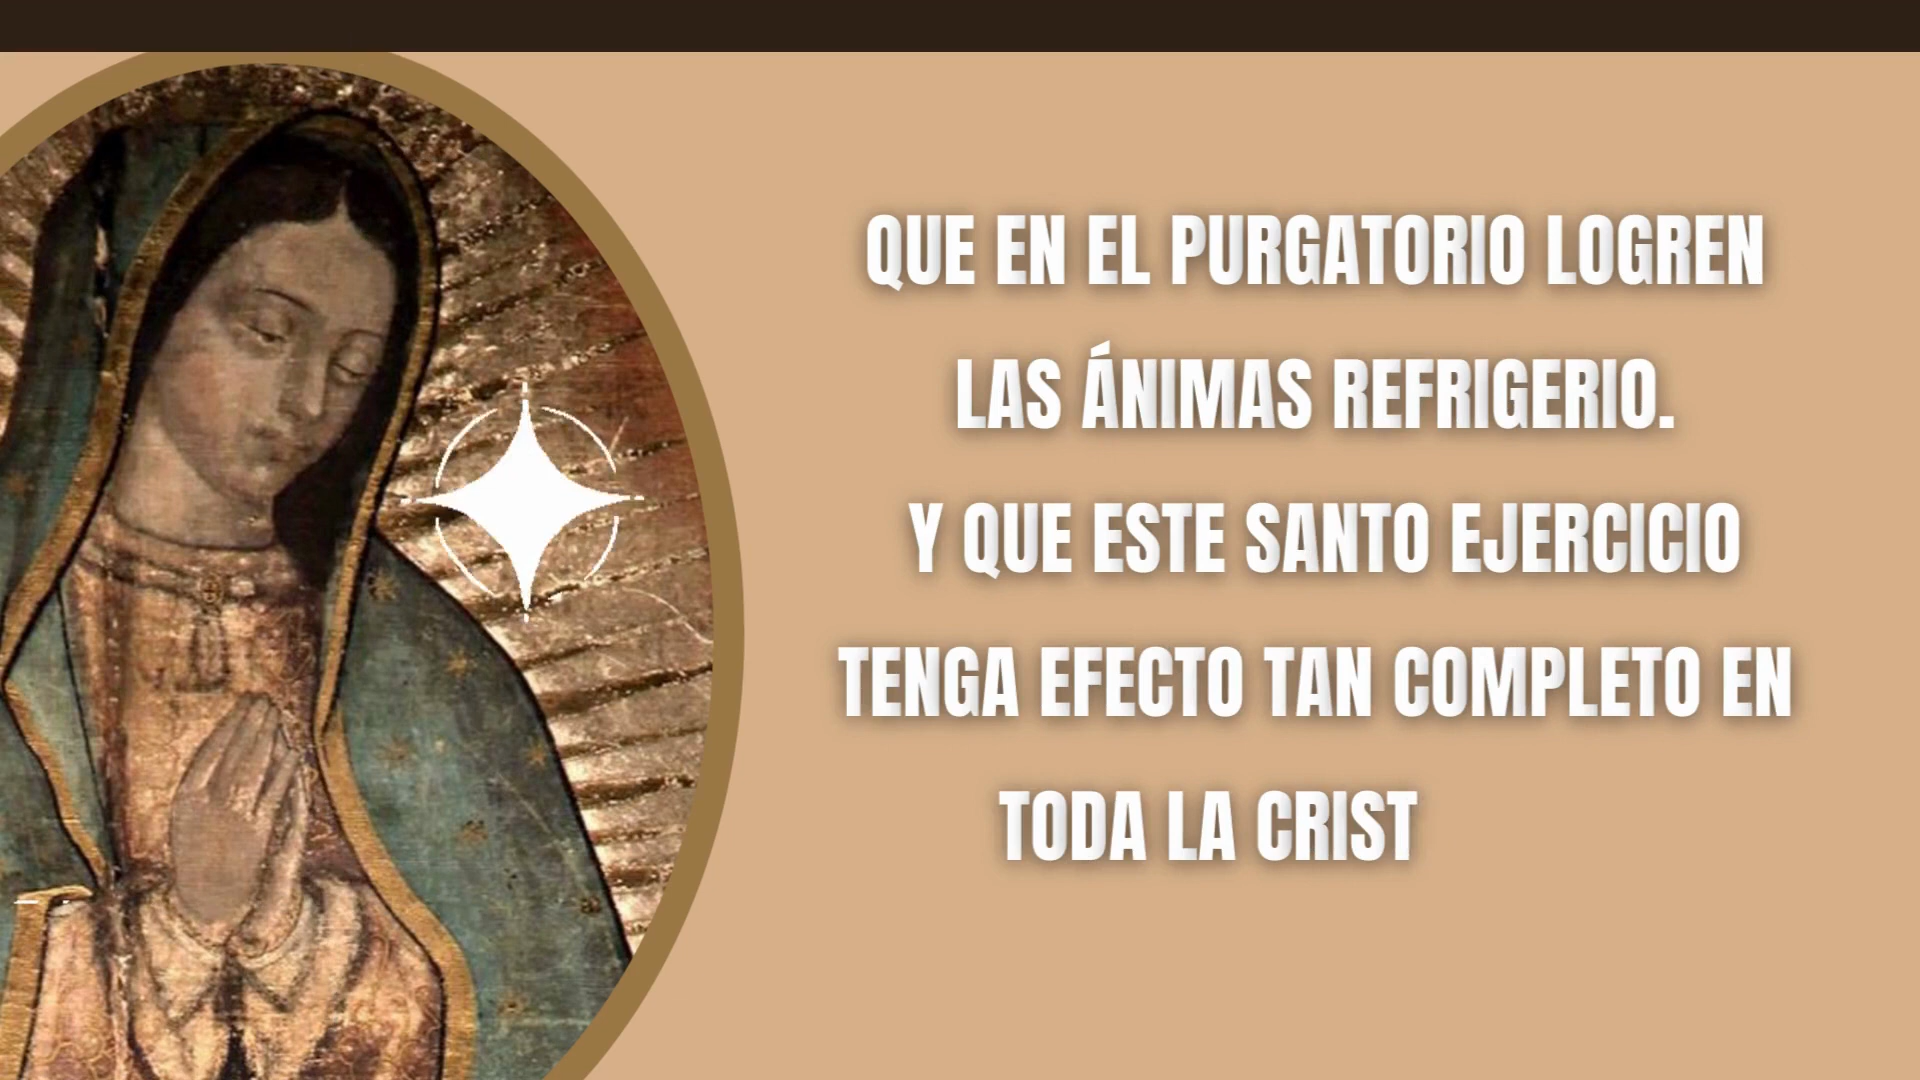 QUE EN EL PURGATORIO LOGREN
LAS ÁNIMAS REFRIGERIO.
Y QUE ESTE SANTO EJERCICIO
TENGA EFECTO TAN COMPLETO EN
TODA LA CRIST